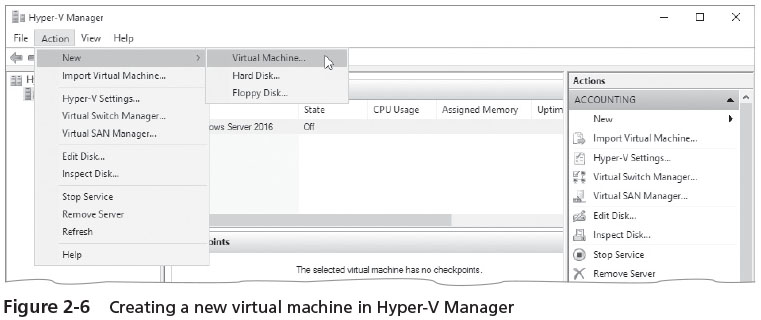 Hyper-V Manager
File Action View Help
New
Import Virtual Machine...
Hyper-V Settings...
Virtual Switch Manager...
Virtual SAN Manager...
Edit Disk...
Inspect Disk...
Stop Service
Remove Server
Refresh
Help
Virtual Machine...
Hard Disk...
Floppy Disk...
State CPU Usage Assigned Memory Uptim
ows Server 2016 Off
oints
The selected virtual machine has no checkpoints.
Actions
ACCOUNTING
New
Import Virtual Machine...
Hyper-V Settings...
Virtual Switch Manager...
Virtual SAN Manager...
Edit Disk...
Inspect Disk...
Stop Service
Remove Server
Figure 2-6 Creating a new virtual machine in Hyper-V Manager